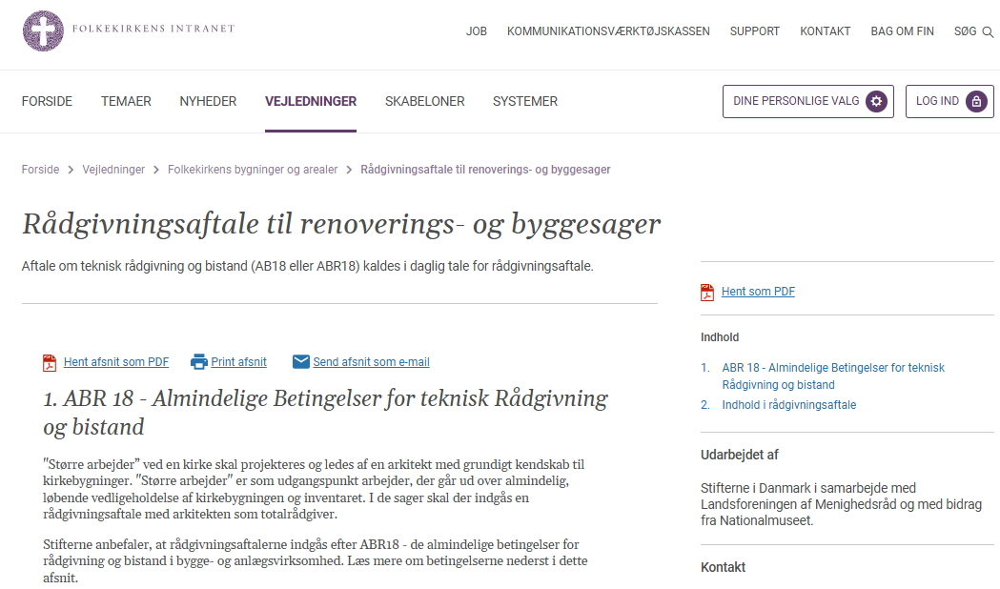 FOLKEKIRKENS INTRANET
JOB KOMMUNIKATIONSVÆRKTØJSKASSEN SUPPORT KONTAKT BAG OM FIN SØG
FORSIDE TEMAER NYHEDER VEJLEDNINGER SKABELONER SYSTEMER DINE PERSONLIGE VALG LOG IND
Forside Vejledninger Folkekirkens bygninger og arealer Rådgivningsaftale til renoverings- og byggesager
Rådgivningsaftale til renoverings- og byggesager
Aftale om teknisk rådgivning og bistand (AB18 eller ABR18) kaldes i daglig tale for rådgivningsaftale.
Hent afsnit som PDF Print afsnit Send afsnit som e-mail
1. ABR 18 - Almindelige Betingelser for teknisk Rådgivning
og bistand
"Større arbejder” ved en kirke skal projekteres og ledes af en arkitekt med grundigt kendskab til
kirkebygninger. "Større arbejder" er som udgangspunkt arbejder, der går ud over almindelig,
løbende vedligeholdelse af kirkebygningen og inventaret. I de sager skal der indgås en
rådgivningsaftale med arkitekten som totalrådgiver.
Stifterne anbefaler, at rådgivningsaftalerne indgås efter ABR18 - de almindelige betingelser for
rådgivning og bistand i bygge- og anlægsvirksomhed. Læs mere om betingelserne nederst i dette
afsnit.
Hent som PDF
Indhold
1. ABR 18 - Almindelige Betingelser for teknisk
Rådgivning og bistand
2. Indhold i rådgivningsaftale
Udarbejdet af
Stifterne i Danmark i samarbejde med
Landsforeningen af Menighedsråd og med bidrag
fra Nationalmuseet.
Kontakt